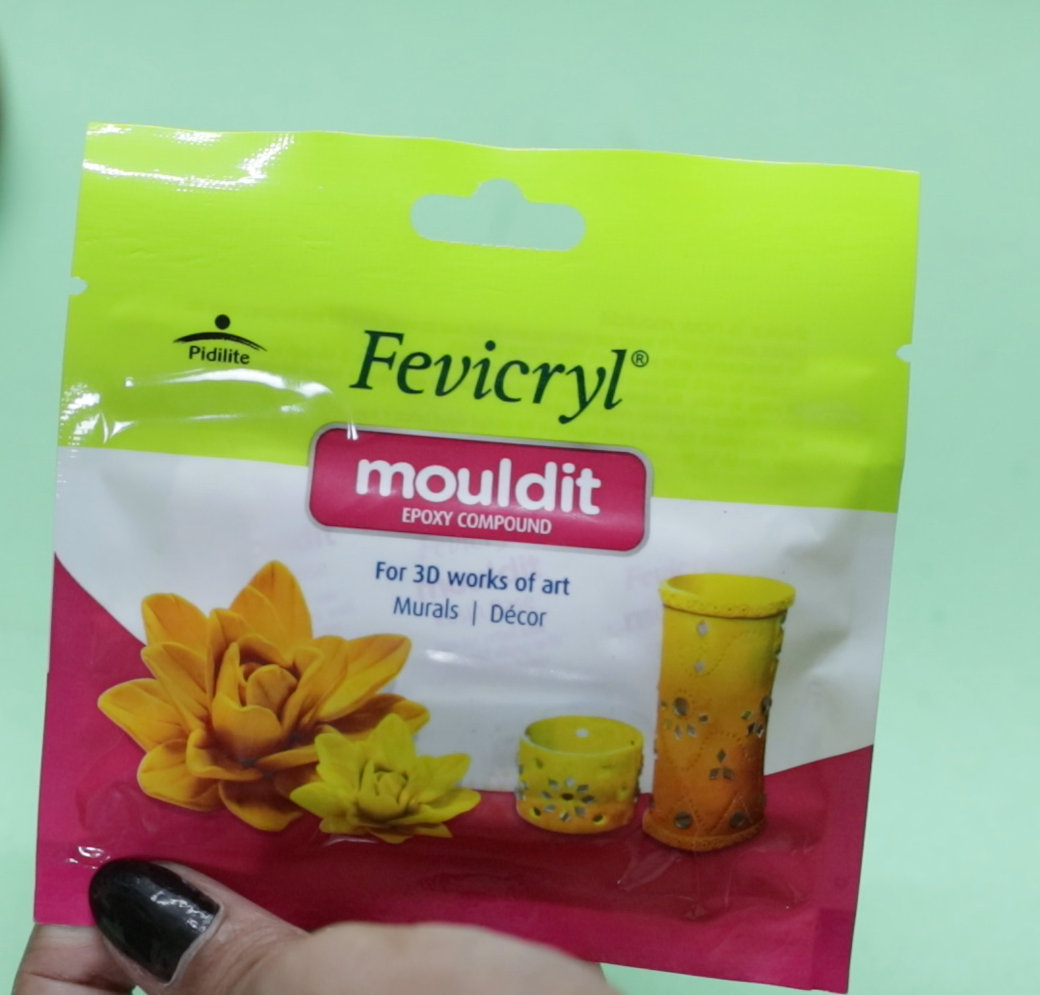 Pidilite
Fevicryl®
mouldit
EPOXY COMPOUND
For 3D works of art
Murals | Décor